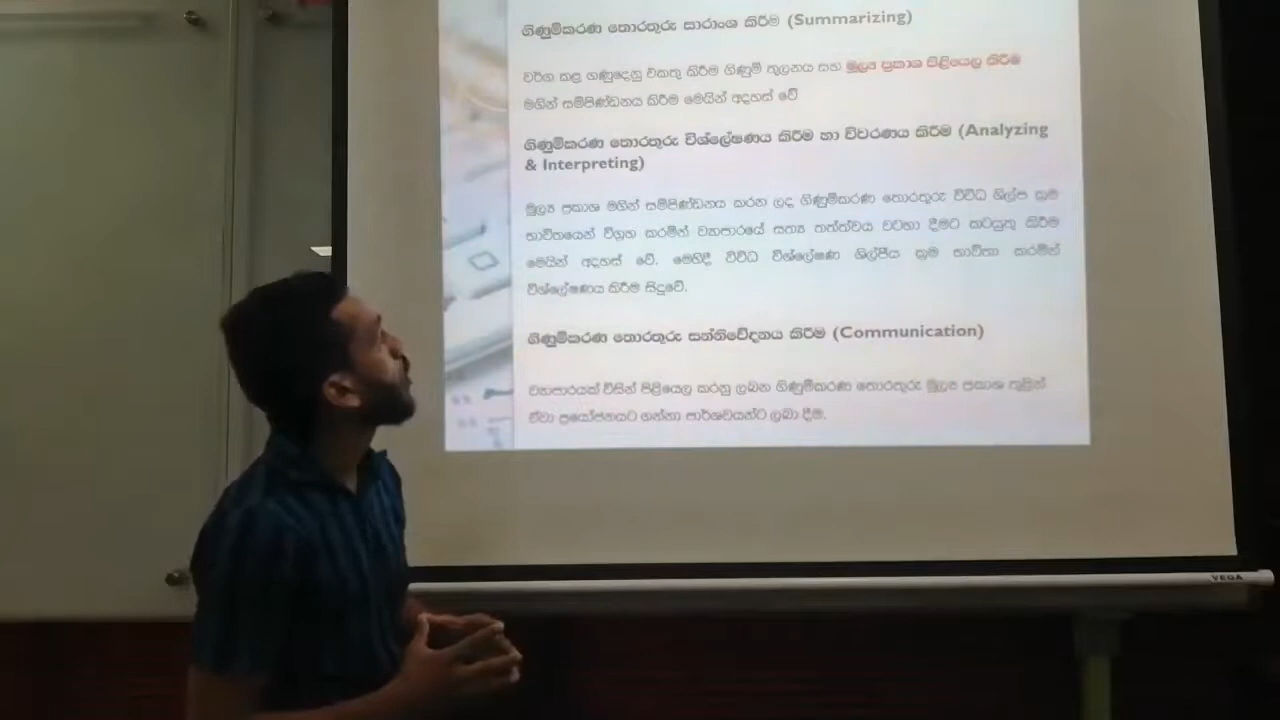 ගිණුම්කරණ තොරතුරු සාරාංශ කිරීම (Summarizing)
වර්ග කළ ගණුදෙනු එකතු කිරීම ගිණුම් තුලනය සහ මූල්‍ය ප්‍රකාශ පිළියෙල කිරීම
මගින් සම්පිණ්ඩනය කිරීම මෙයින් අදහස් වේ
ගිණුම්කරණ තොරතුරු විශ්ලේෂණය කිරීම හා විවරණය කිරීම (Analyzing
& Interpreting)
මූල්‍ය ප්‍රකාශ මගින් සම්පිණ්ඩනය කරන ලද ගිණුම්කරණ තොරතුරු විවිධ ශිල්ප ක්‍රම
භාවිතයෙන් විග්‍රහ කරමින් ව්‍යාපාරයේ සත්‍ය තත්ත්වය වටහා දීමට කටයුතු කිරීම
මෙයින් අදහස් වේ. මෙහිදී විවිධ විශ්ලේෂණ ශිල්පීය ක්‍රම භාවිතා කරමින්
විශ්ලේෂණය කිරීම සිදුවේ.
ගිණුම්කරණ තොරතුරු සන්නිවේදනය කිරීම (Communication)
ව්‍යාපාරයක් විසින් පිළියෙල කරනු ලබන ගිණුම්කරණ තොරතුරු මූල්‍ය ප්‍රකාශ තුළින්
ඒවා ප්‍රයෝජනයට ගන්නා පාර්ශවයන්ට ලබා දීම.
VEGA